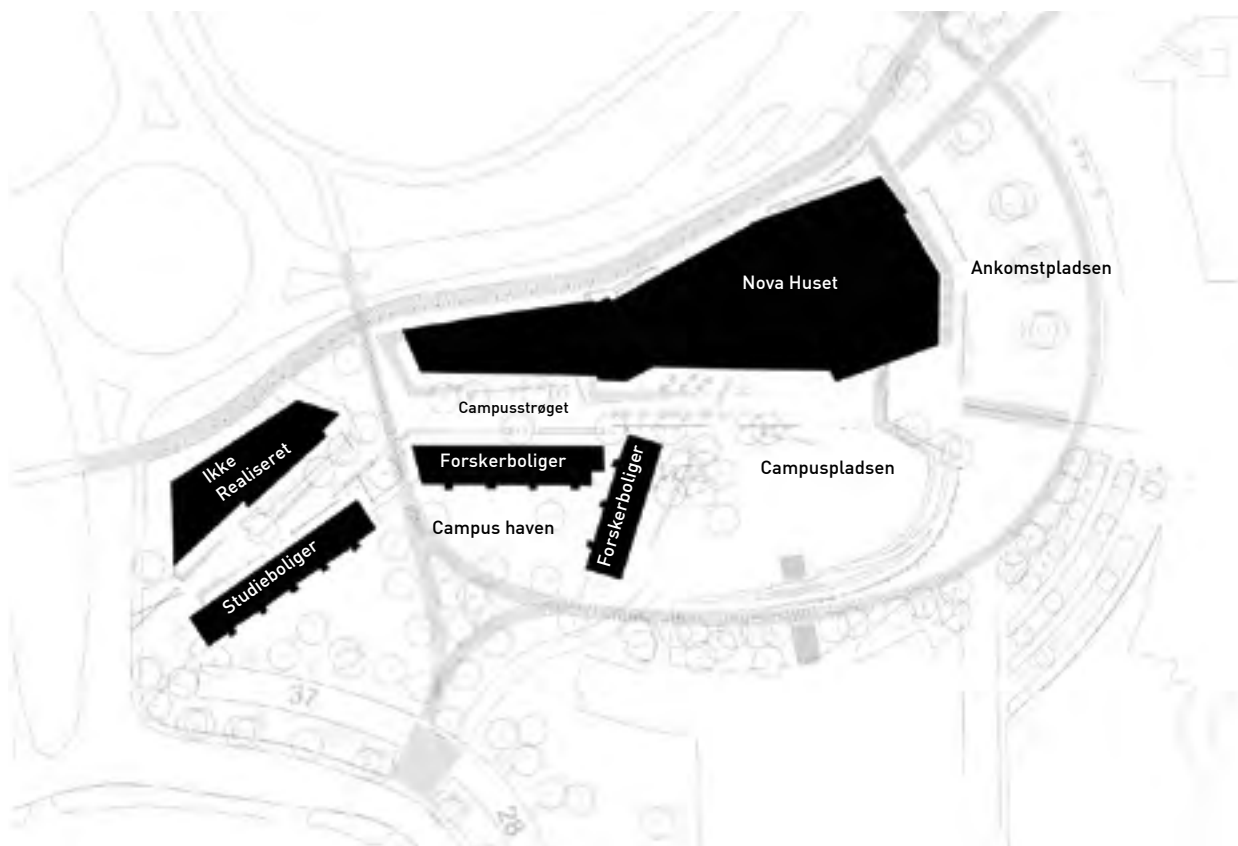 Nova Huset
Ankomstpladsen
Campusstrøget
Ikke
Realiseret
Forskerboliger
Forskerboliger
Campuspladsen
Campus haven
Studieboliger
37
28